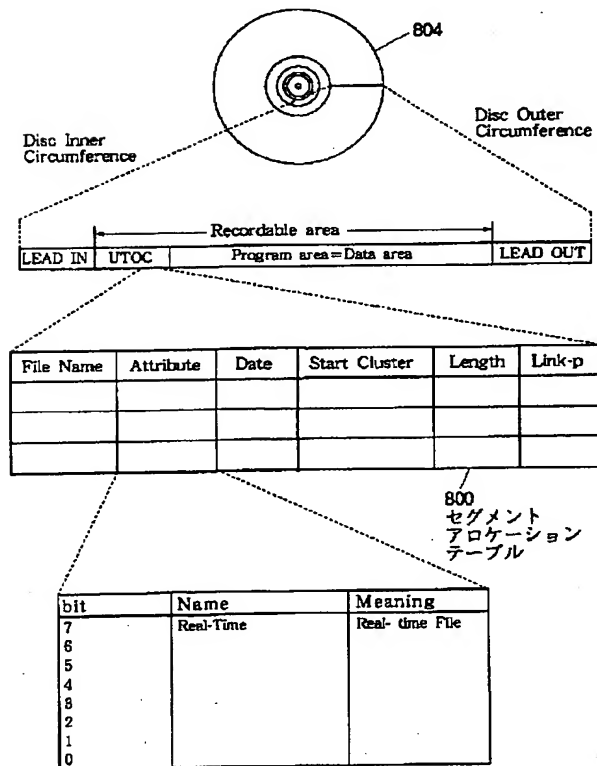 804
Disc Inner
Circumference
Disc Outer
Circumference
Recordable area
LEAD IN UTOC Program area=Data area LEAD OUT
File Name Attribute Date Start Cluster Length Link-p
800
セグメント
アロケーション
テーブル
bit Name Meaning
7 Real-Time Real- time File
6
5
4
3
2
1
0